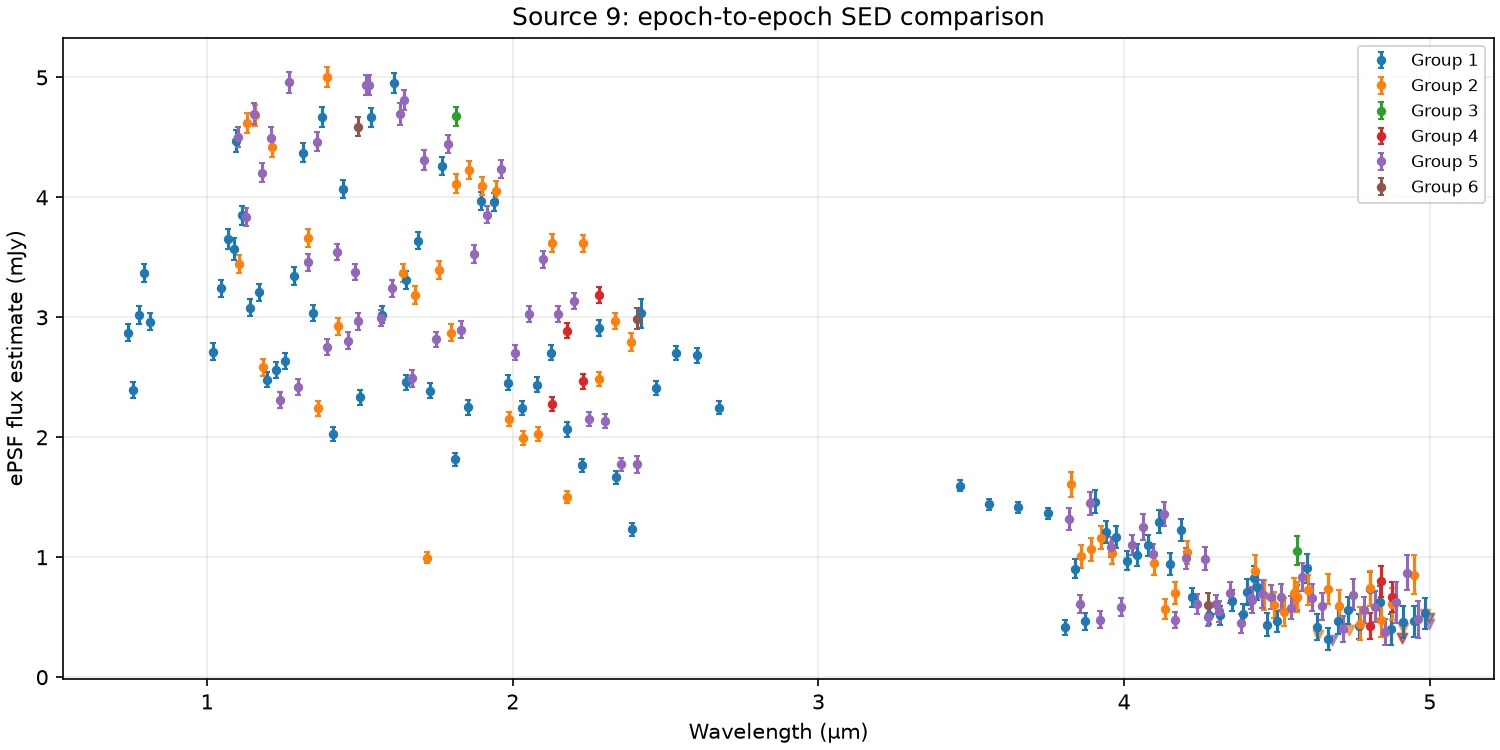 Source 9: epoch-to-epoch SED comparison
Group 1
Group 2
Group 3
Group 4
Group 5
Group 6
ePSF flux estimate (mJy)
5
4
3
2
1
0
1 2 3 4 5
Wavelength (μm)